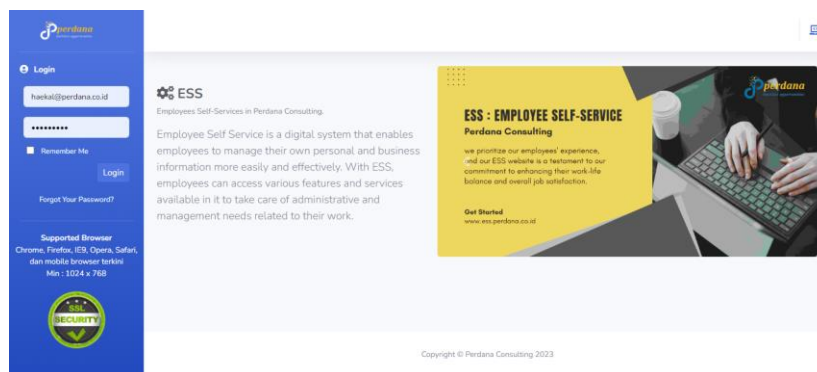 perdana
Login
haekal@perdana.co.id
Remember Me
Login
Forgot Your Password?
Supported Browser
Chrome, Firefox, IE9, Opera, Safari,
dan mobile browser terkini
Min : 1024 x 768
SSL
SECURITY
ESS
Employees Self-Services in Perdana Consulting.
Employee Self Service is a digital system that enables
employees to manage their own personal and business
information more easily and effectively. With ESS,
employees can access various features and services
available in it to take care of administrative and
management needs related to their work.
perdana
ESS : EMPLOYEE SELF-SERVICE
Perdana Consulting
we prioritize our employees' experience,
and our ESS website is a testament to our
commitment to enhancing their work-life
balance and overall job satisfaction.
Get Started
www.ess.perdana.co.id
Copyright © Perdana Consulting 2023